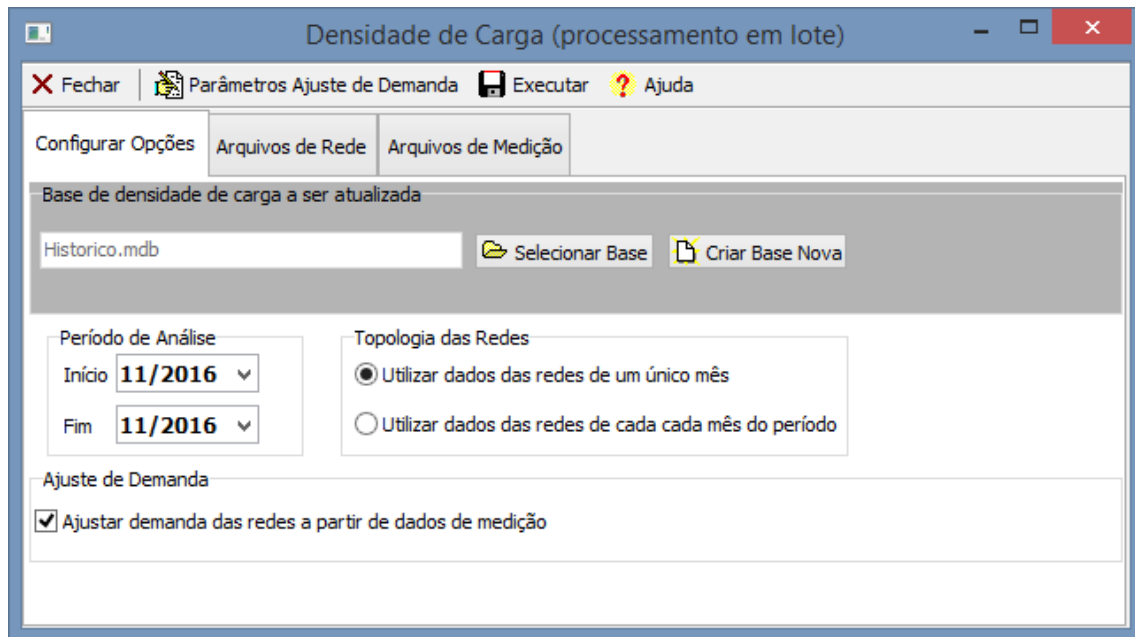 Densidade de Carga (processamento em lote)
Fechar Parâmetros Ajuste de Demanda Executar ? Ajuda
Configurar Opções Arquivos de Rede Arquivos de Medição
Base de densidade de carga a ser atualizada
Historico.mdb Selecionar Base Criar Base Nova
Período de Análise Topologia das Redes
Início 11/2016 Utilizar dados das redes de um único mês
Fim 11/2016 Utilizar dados das redes de cada cada mês do período
Ajuste de Demanda
Ajustar demanda das redes a partir de dados de medição